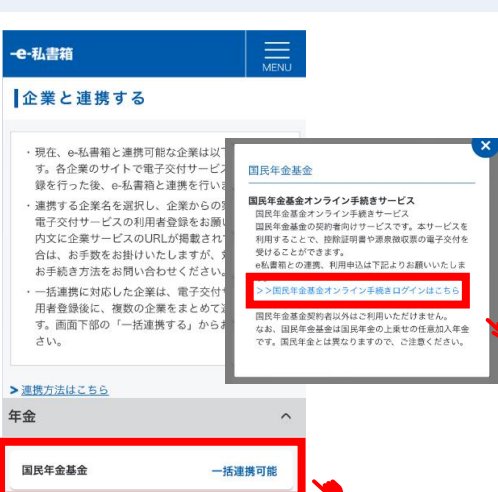 -e-私書箱
MENU
企業と連携する
・現在、e-私書箱と連携可能な企業は以下
す。各企業のサイトで電子交付サービス
録を行った後、e-私書箱と連携を行い
・連携する企業名を選択し、企業からの
電子交付サービスの利用者登録をお願い
内文に企業サービスのURLが掲載されて
合は、お手数をお掛けいたしますが、
お手続き方法をお問い合わせください。
・一括連携に対応した企業は、電子交付
用者登録後に、複数の企業をまとめて
す。画面下部の「一括連携する」から
さい。
>連携方法はこちら
年金
国民年金基金
一括連携可能
国民年金基金
国民年金基金オンライン手続きサービス
国民年金基金オンライン手続きサービス
国民年金基金の契約者向けサービスです。本サービスを
利用することで、控除証明書や源泉徴収票の電子交付を
受けることができます。
e私書箱との連携、利用申込は下記よりお願いいたしま
>>国民年金基金オンライン手続きログインはこちら
国民年金基金契約者以外はご利用いただけません。
なお、国民年金基金は国民年金の上乗せの任意加入年金
です。国民年金とは異なりますので、ご注意ください。